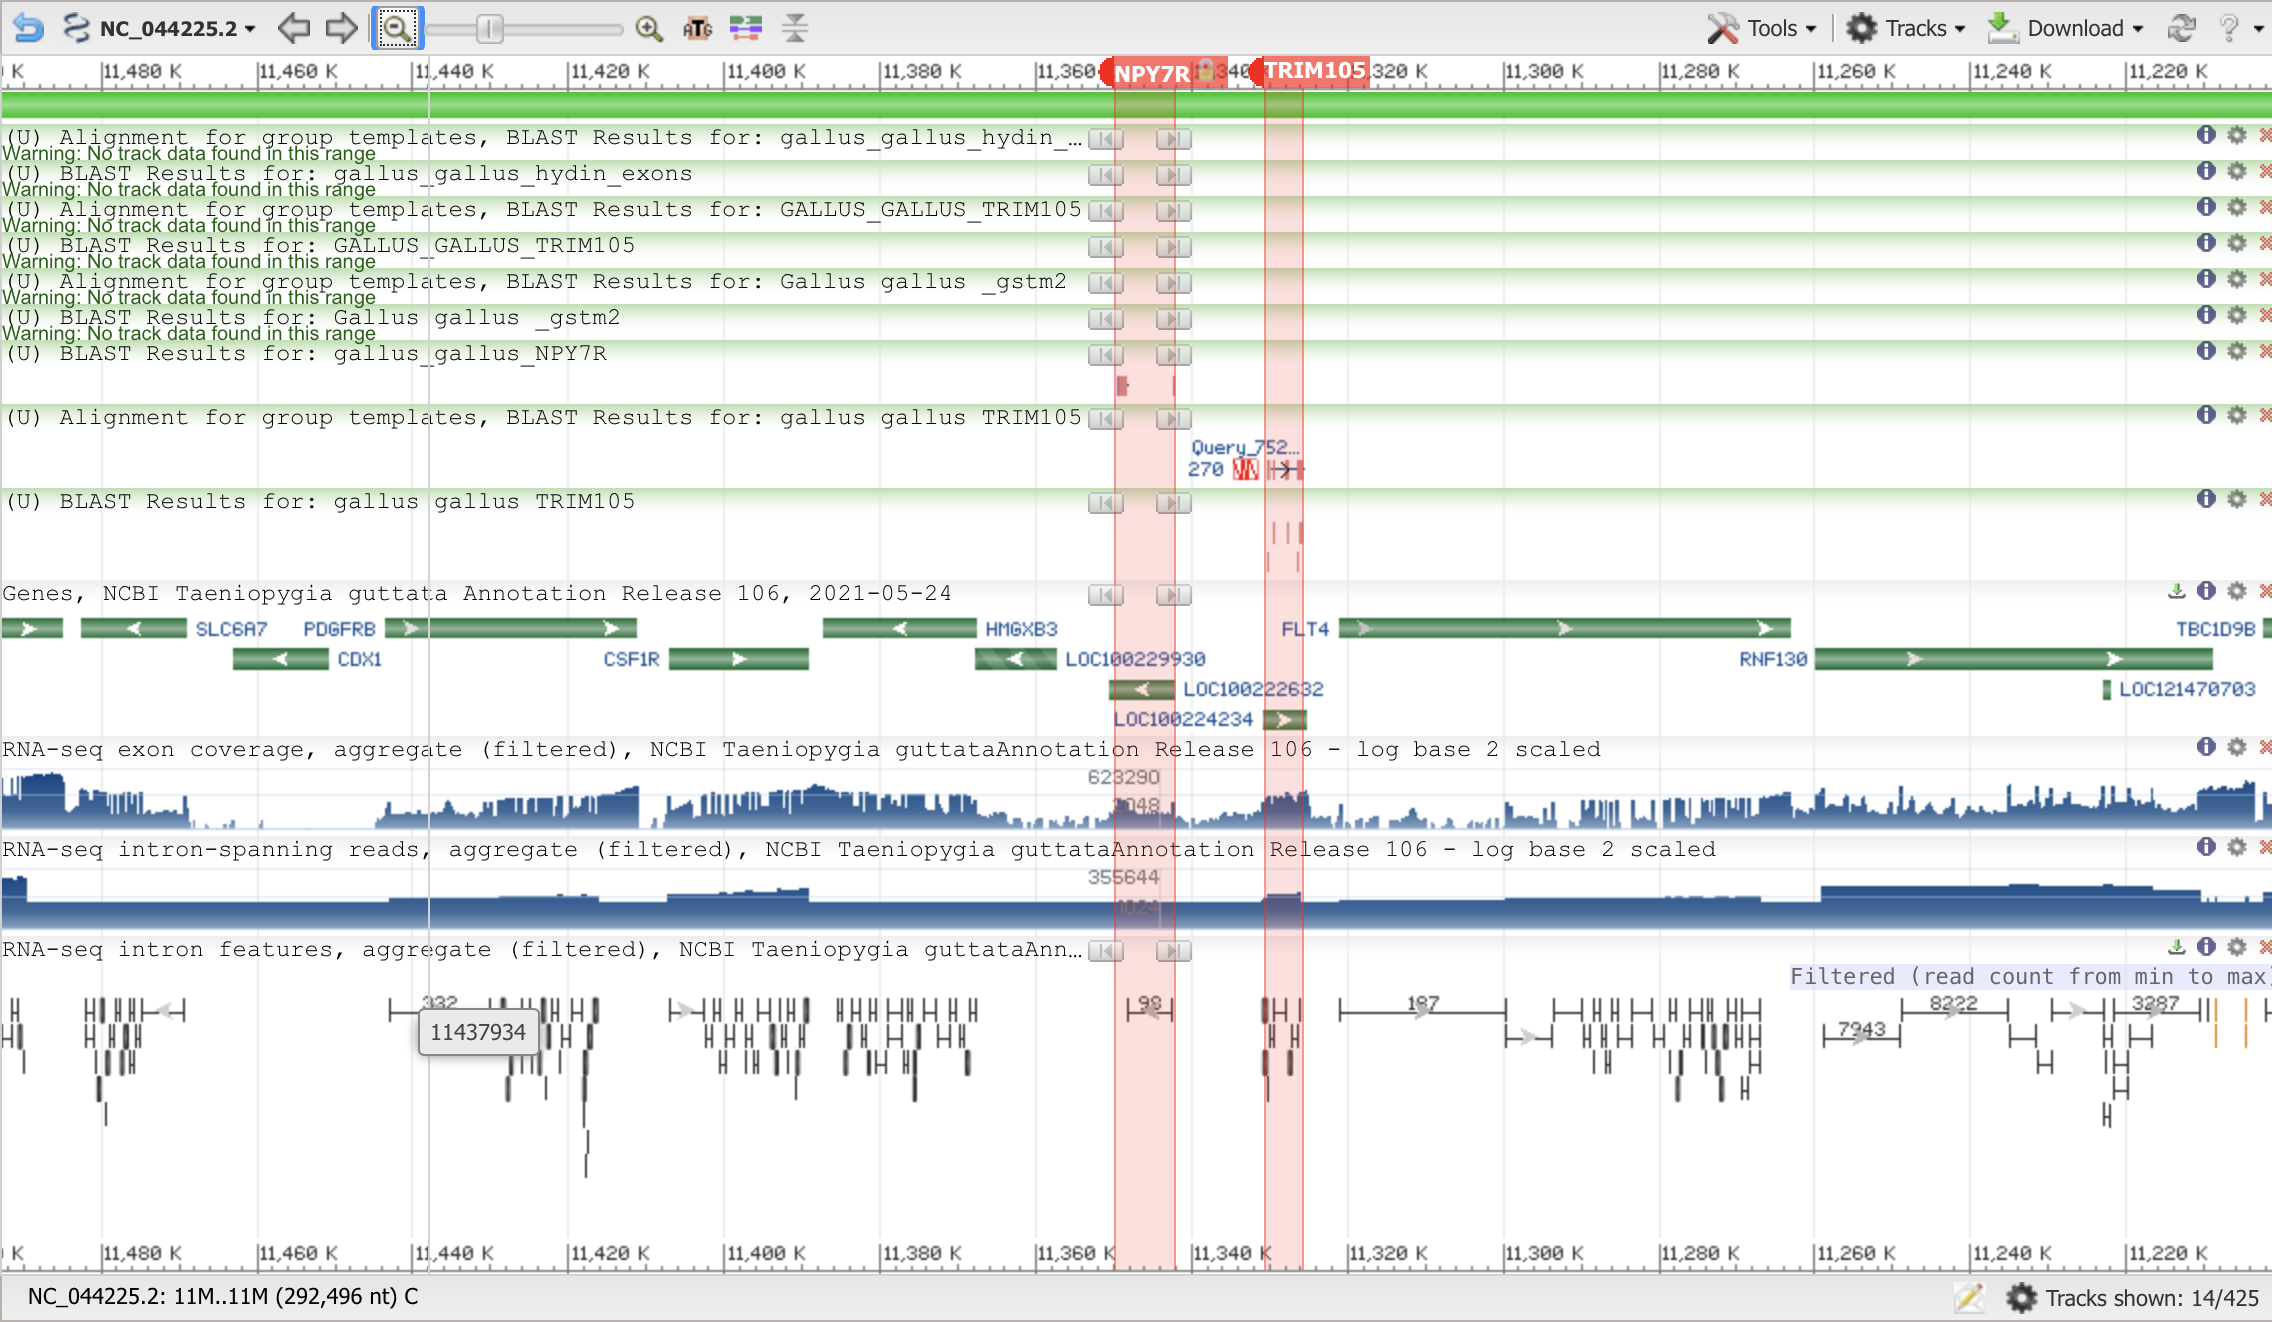 NC_044225.2 Tools Tracks Download ?
K 11,480 K 11,460 K 11,440 K 11,420 K 11,400 K 11,380 K 11,360 NPY7R 340 TRIM105 ,320 K 11,300 K 11,280 K 11,260 K 11,240 K 11,220 K
(U) Alignment for group templates, BLAST Results for: gallus_gallus_hydin_…
Warning: No track data found in this range
(U) BLAST Results for: gallus_gallus_hydin_exons
Warning: No track data found in this range
(U) Alignment for group templates, BLAST Results for: GALLUS_GALLUS_TRIM105
Warning: No track data found in this range
(U) BLAST Results for: GALLUS_GALLUS_TRIM105
Warning: No track data found in this range
(U) Alignment for group templates, BLAST Results for: Gallus gallus _gstm2
Warning: No track data found in this range
(U) BLAST Results for: Gallus gallus _gstm2
Warning: No track data found in this range
(U) BLAST Results for: gallus_gallus_NPY7R
(U) Alignment for group templates, BLAST Results for: gallus gallus TRIM105
Query_752…
270
(U) BLAST Results for: gallus gallus TRIM105
Genes, NCBI Taeniopygia guttata Annotation Release 106, 2021-05-24
SLC6A7 PDGFRB HMGXB3 FLT4 TBC1D9B
CDX1 CSF1R LOC100229930 RNF130
LOC100222632 LOC121470703
LOC100224234
RNA-seq exon coverage, aggregate (filtered), NCBI Taeniopygia guttataAnnotation Release 106 - log base 2 scaled
623290
2048
RNA-seq intron-spanning reads, aggregate (filtered), NCBI Taeniopygia guttataAnnotation Release 106 - log base 2 scaled
355644
1024
RNA-seq intron features, aggregate (filtered), NCBI Taeniopygia guttataAnn…
Filtered (read count from min to max)
332 98 187 8222 3287
11437934 7943
K 11,480 K 11,460 K 11,440 K 11,420 K 11,400 K 11,380 K 11,360 K 11,340 K 11,320 K 11,300 K 11,280 K 11,260 K 11,240 K 11,220 K
NC_044225.2: 11M..11M (292,496 nt) C Tracks shown: 14/425